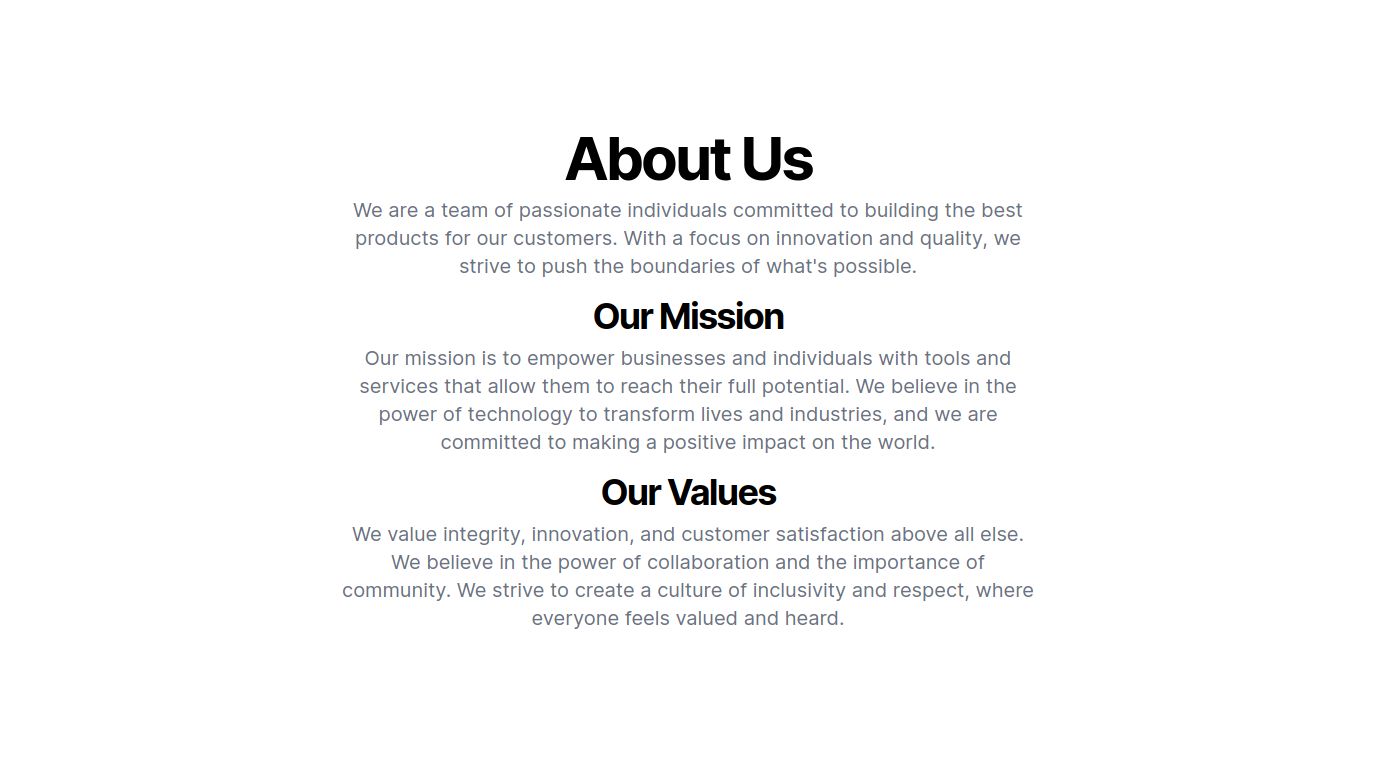 About Us
We are a team of passionate individuals committed to building the best
products for our customers. With a focus on innovation and quality, we
strive to push the boundaries of what's possible.
Our Mission
Our mission is to empower businesses and individuals with tools and
services that allow them to reach their full potential. We believe in the
power of technology to transform lives and industries, and we are
committed to making a positive impact on the world.
Our Values
We value integrity, innovation, and customer satisfaction above all else.
We believe in the power of collaboration and the importance of
community. We strive to create a culture of inclusivity and respect, where
everyone feels valued and heard.